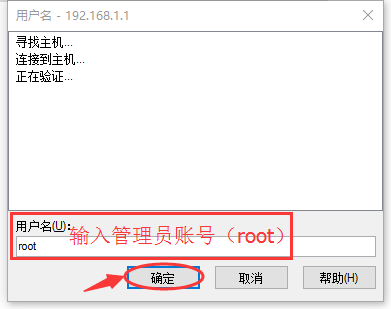 用户名 - 192.168.1.1
寻找主机...
连接到主机...
正在验证...
用户名(U):
输入管理员账号（root）
root
确定
取消
帮助(H)